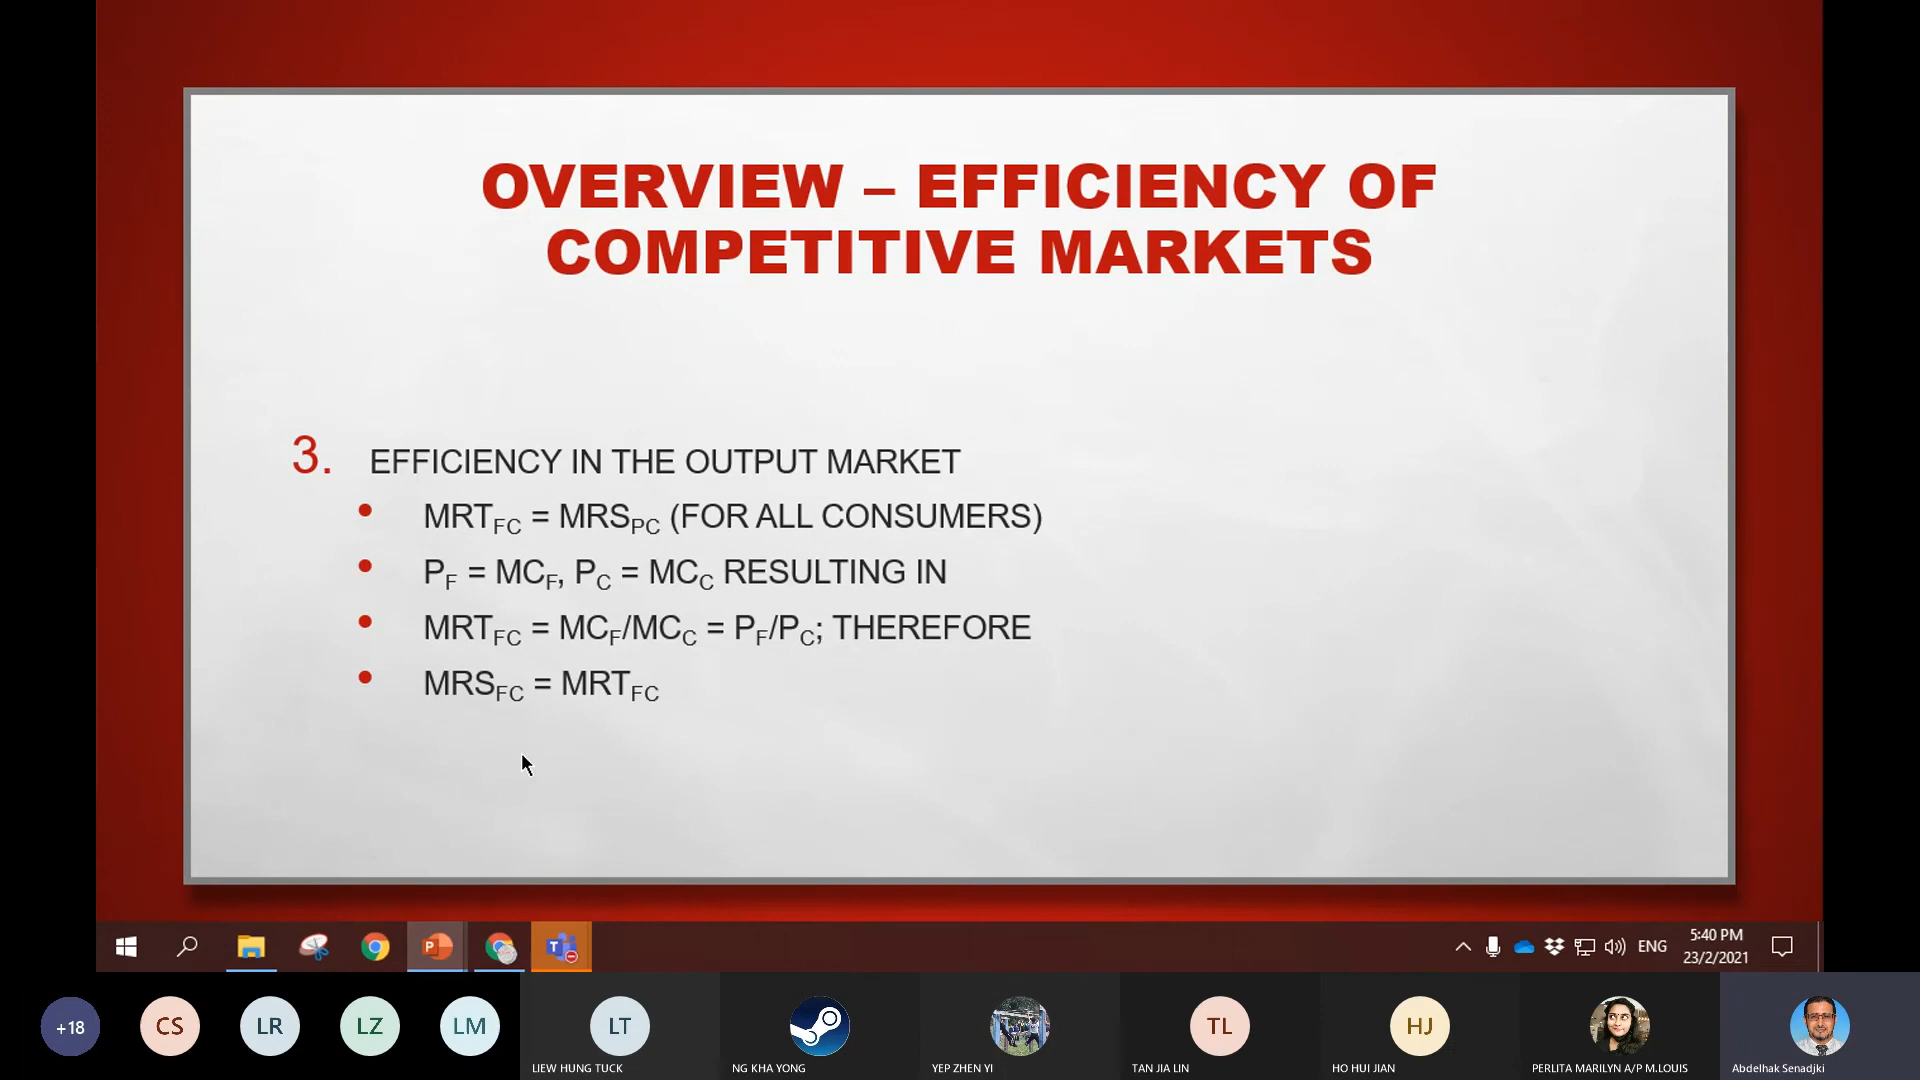 OVERVIEW – EFFICIENCY OF
COMPETITIVE MARKETS
3. EFFICIENCY IN THE OUTPUT MARKET
• MRTFC = MRSPC (FOR ALL CONSUMERS)
• PF = MCF, PC = MCC RESULTING IN
• MRTFC = MCF/MCC = PF/PC; THEREFORE
• MRSFC = MRTFC
ENG
5:40 PM
23/2/2021
+18
CS
LR
LZ
LM
LT
TL
HJ
LIEW HUNG TUCK
NG KHA YONG
YEP ZHEN YI
TAN JIA LIN
HO HUI JIAN
PERLITA MARILYN A/P M.LOUIS
Abdelhak Senadjki